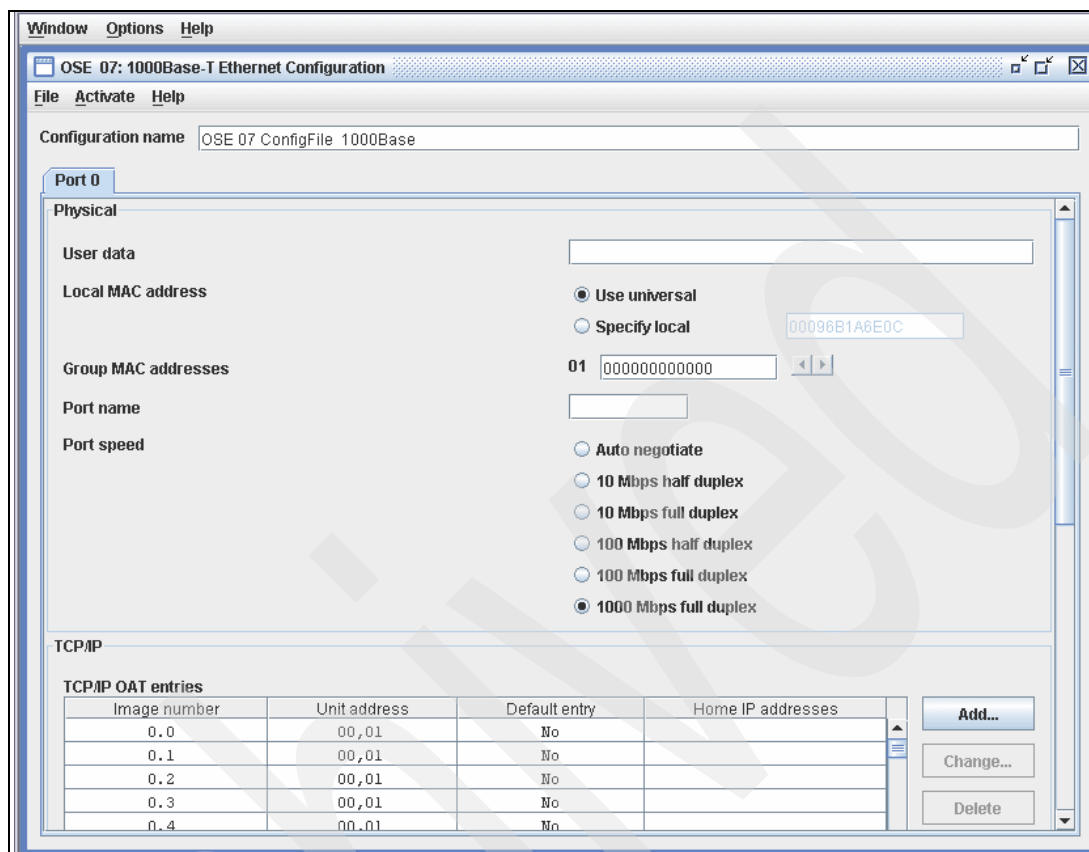 Window Options Help
OSE 07: 1000Base-T Ethernet Configuration
File Activate Help
Configuration name OSE 07 ConfigFile 1000Base
Port 0
Physical
User data
Local MAC address
Use universal
Specify local 00096B1A6E0C
Group MAC addresses 01 000000000000
Port name
Port speed
Auto negotiate
10 Mbps half duplex
10 Mbps full duplex
100 Mbps half duplex
100 Mbps full duplex
1000 Mbps full duplex
TCP/IP
TCP/IP OAT entries
Image number Unit address Default entry Home IP addresses Add...
0.0 00,01 No
0.1 00,01 No Change...
0.2 00,01 No
0.3 00,01 No Delete
0.4 00,01 No